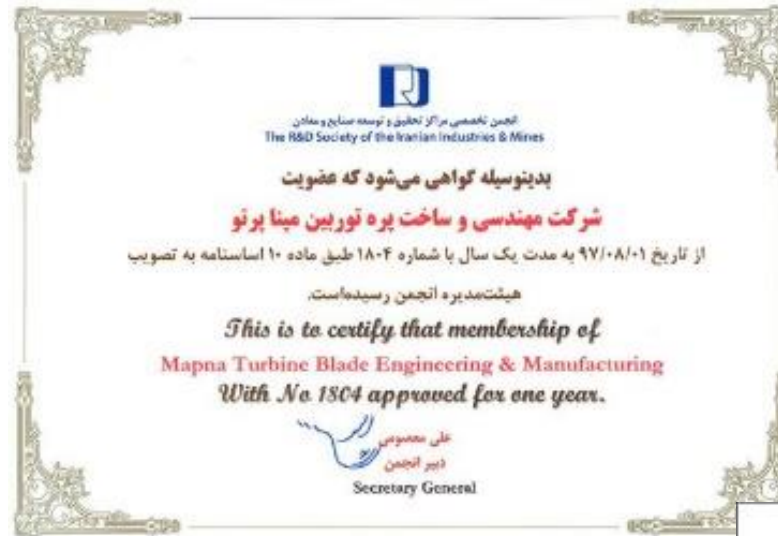 انجمن تخصصی مراکز تحقیق و توسعه صنایع و معادن
The R&D Society of the Iranian Industries & Mines
بدینوسیله گواهی می‌شود که عضویت
شرکت مهندسی و ساخت پره توربین مپنا پرتو
از تاریخ ۹۷/۰۸/۰۱ به مدت یک سال با شماره ۱۸۰۴ طبق ماده ۱۰ اساسنامه به تصویب
هیئت‌مدیره انجمن رسیده‌است.
This is to certify that membership of
Mapna Turbine Blade Engineering & Manufacturing
With No 1804 approved for one year.
علی معصومی
دبیر انجمن
Secretary General